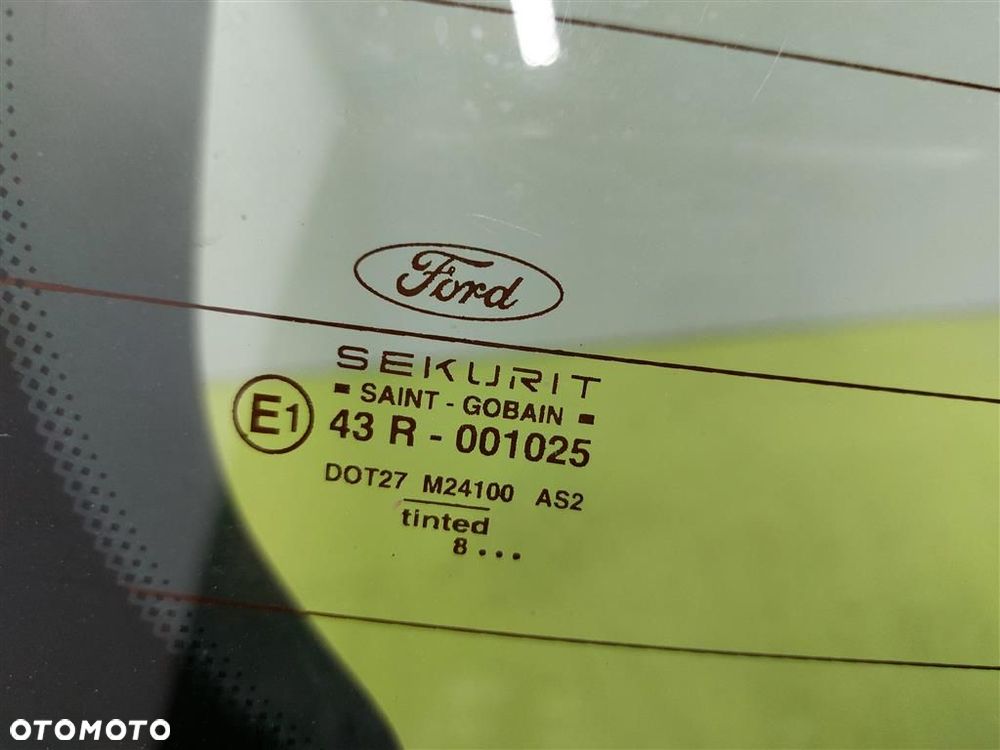 Ford
SEKURIT
- SAINT - GOBAIN -
E1
43 R - 001025
DOT27 M24100 AS2
tinted
8...
OTOMOTO